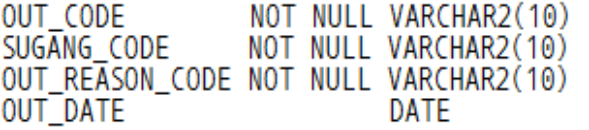 OUT_CODE NOT NULL VARCHAR2(10)
SUGANG_CODE NOT NULL VARCHAR2(10)
OUT_REASON_CODE NOT NULL VARCHAR2(10)
OUT_DATE DATE